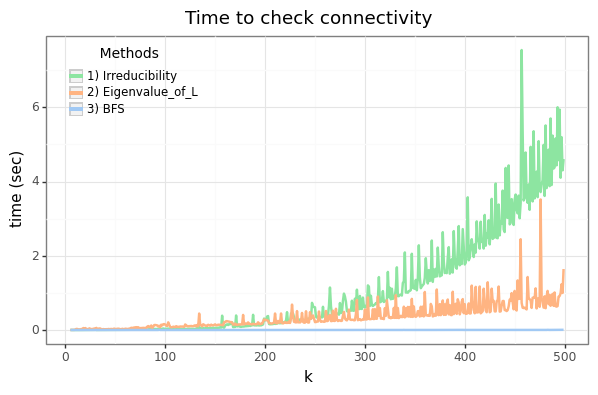 Time to check connectivity
Methods
1) Irreducibility
2) Eigenvalue_of_L
3) BFS
time (sec)
6
4
2
0
0 100 200 300 400 500
k